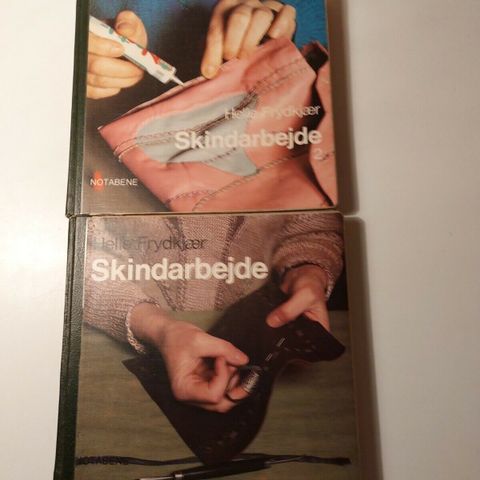 Helle Frydkjær
Skindarbejde
2
NOTABENE
Helle Frydkjær
Skindarbejde
NOTABENE